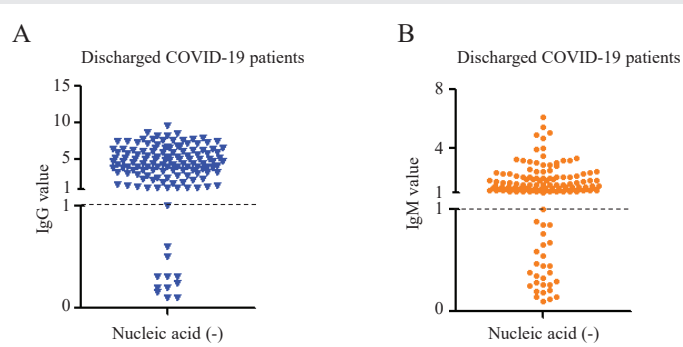 A
Discharged COVID-19 patients
15
10
5
1
1
0
IgG value
Nucleic acid (-)
B
Discharged COVID-19 patients
8
4
1
1
0
IgM value
Nucleic acid (-)